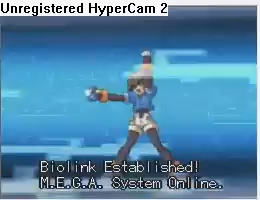 Unregistered HyperCam 2
Biolink Established!
M.E.G.A. System Online.